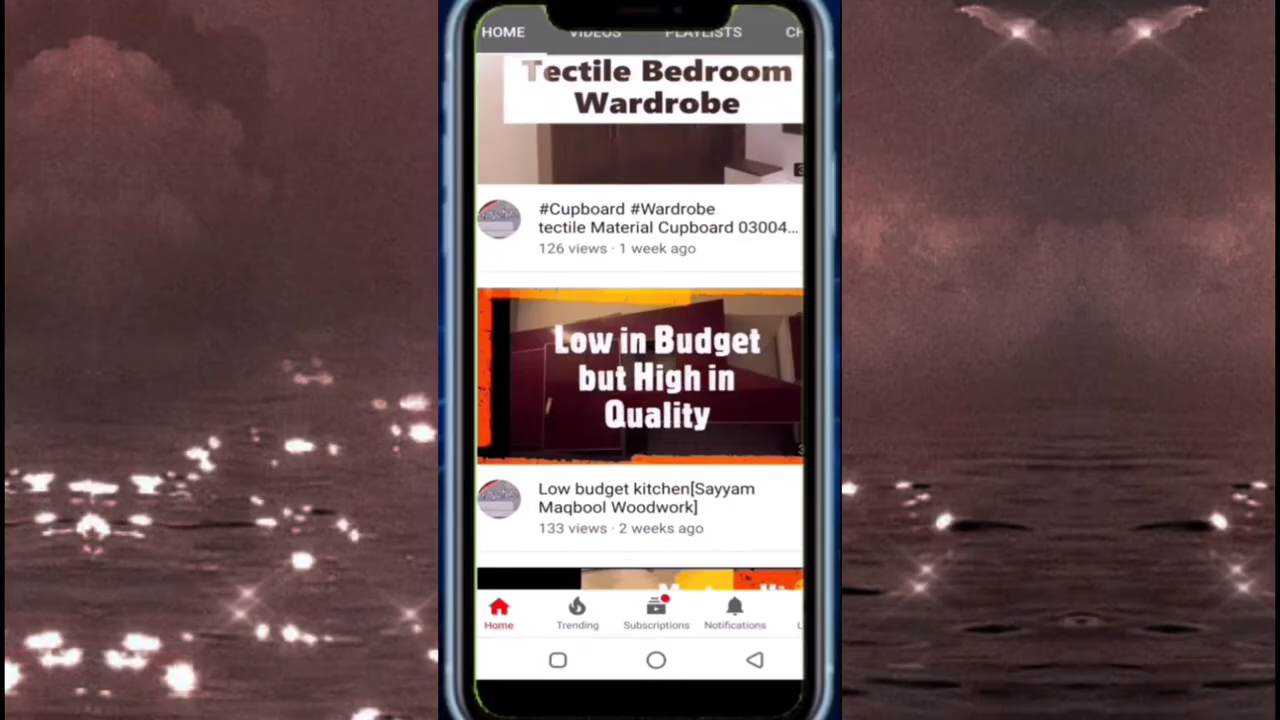 HOME VIDEOS PLAYLISTS
Tectile Bedroom
Wardrobe
#Cupboard #Wardrobe
tectile Material Cupboard 03004...
126 views · 1 week ago
Low in Budget
but High in
Quality
Low budget kitchen[Sayyam
Maqbool Woodwork]
133 views · 2 weeks ago
Home Trending Subscriptions Notifications